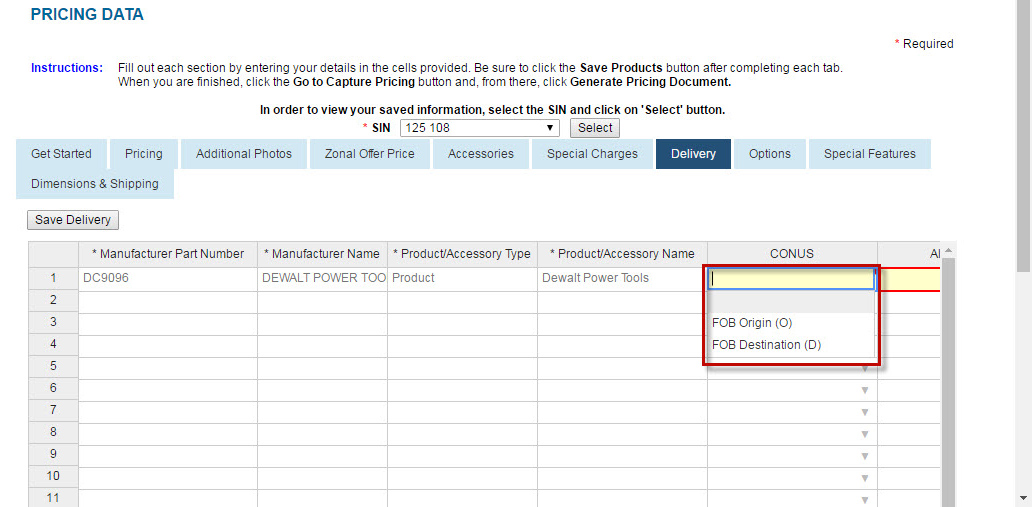 PRICING DATA
* Required
Instructions: Fill out each section by entering your details in the cells provided. Be sure to click the Save Products button after completing each tab.
When you are finished, click the Go to Capture Pricing button and, from there, click Generate Pricing Document.
In order to view your saved information, select the SIN and click on 'Select' button.
* SIN 125 108 Select
Get Started Pricing Additional Photos Zonal Offer Price Accessories Special Charges Delivery Options Special Features
Dimensions & Shipping
Save Delivery
* Manufacturer Part Number * Manufacturer Name * Product/Accessory Type * Product/Accessory Name CONUS
1 DC9096 DEWALT POWER TOO Product Dewalt Power Tools
2
3 FOB Origin (O)
4 FOB Destination (D)
5
6
7
8
9
10
11